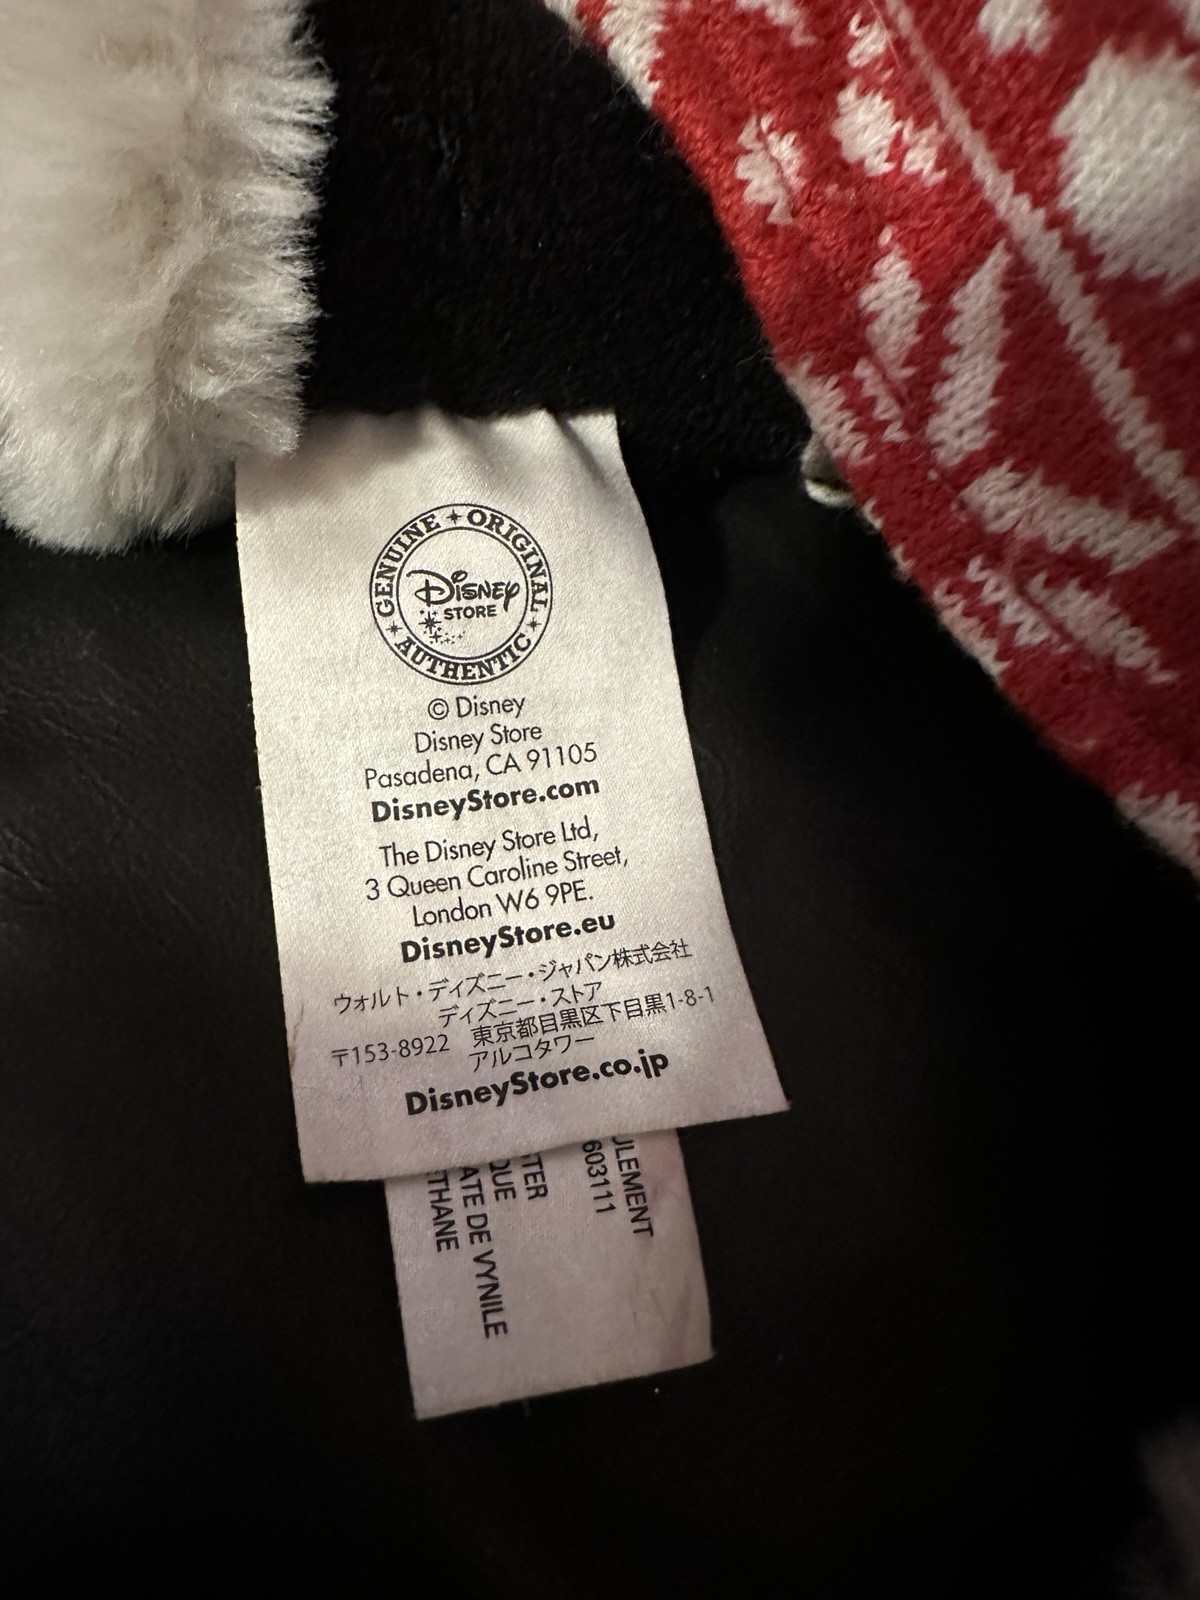 GENUINE ORIGINAL
AUTHENTIC
Disney
STORE
© Disney
Disney Store
Pasadena, CA 91105
DisneyStore.com
The Disney Store Ltd,
3 Queen Caroline Street,
London W6 9PE.
DisneyStore.eu
ウォルト・ディズニー・ジャパン株式会社
ディズニー・ストア
〒153-8922 東京都目黒区下目黒1-8-1
アルコタワー
DisneyStore.co.jp
ULEMENT
603111
TER
QUE
ATE DE VYNILE
THANE